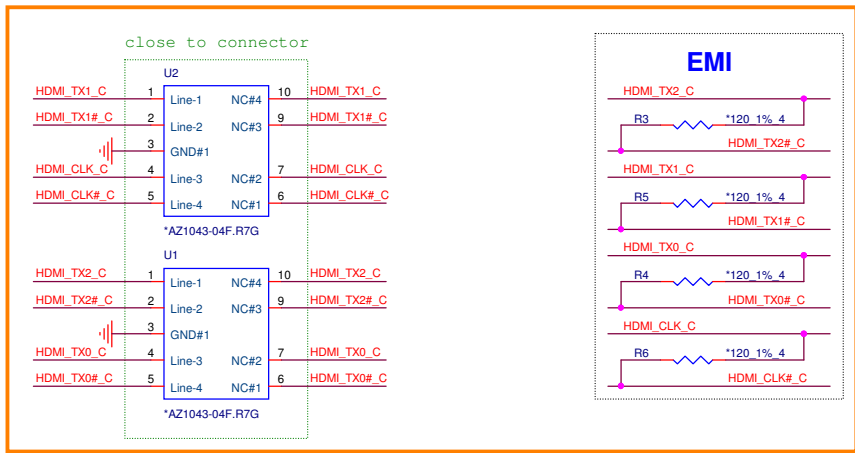 close to connector
U2
HDMI_TX1_C 1 Line-1 NC#4 10 HDMI_TX1_C
HDMI_TX1#_C 2 Line-2 NC#3 9 HDMI_TX1#_C
3 GND#1
HDMI_CLK_C 4 Line-3 NC#2 7 HDMI_CLK_C
HDMI_CLK#_C 5 Line-4 NC#1 6 HDMI_CLK#_C
*AZ1043-04F.R7G
U1
HDMI_TX2_C 1 Line-1 NC#4 10 HDMI_TX2_C
HDMI_TX2#_C 2 Line-2 NC#3 9 HDMI_TX2#_C
3 GND#1
HDMI_TX0_C 4 Line-3 NC#2 7 HDMI_TX0_C
HDMI_TX0#_C 5 Line-4 NC#1 6 HDMI_TX0#_C
*AZ1043-04F.R7G
EMI
HDMI_TX2_C
R3 *120_1%_4
HDMI_TX2#_C
HDMI_TX1_C
R5 *120_1%_4
HDMI_TX1#_C
HDMI_TX0_C
R4 *120_1%_4
HDMI_TX0#_C
HDMI_CLK_C
R6 *120_1%_4
HDMI_CLK#_C